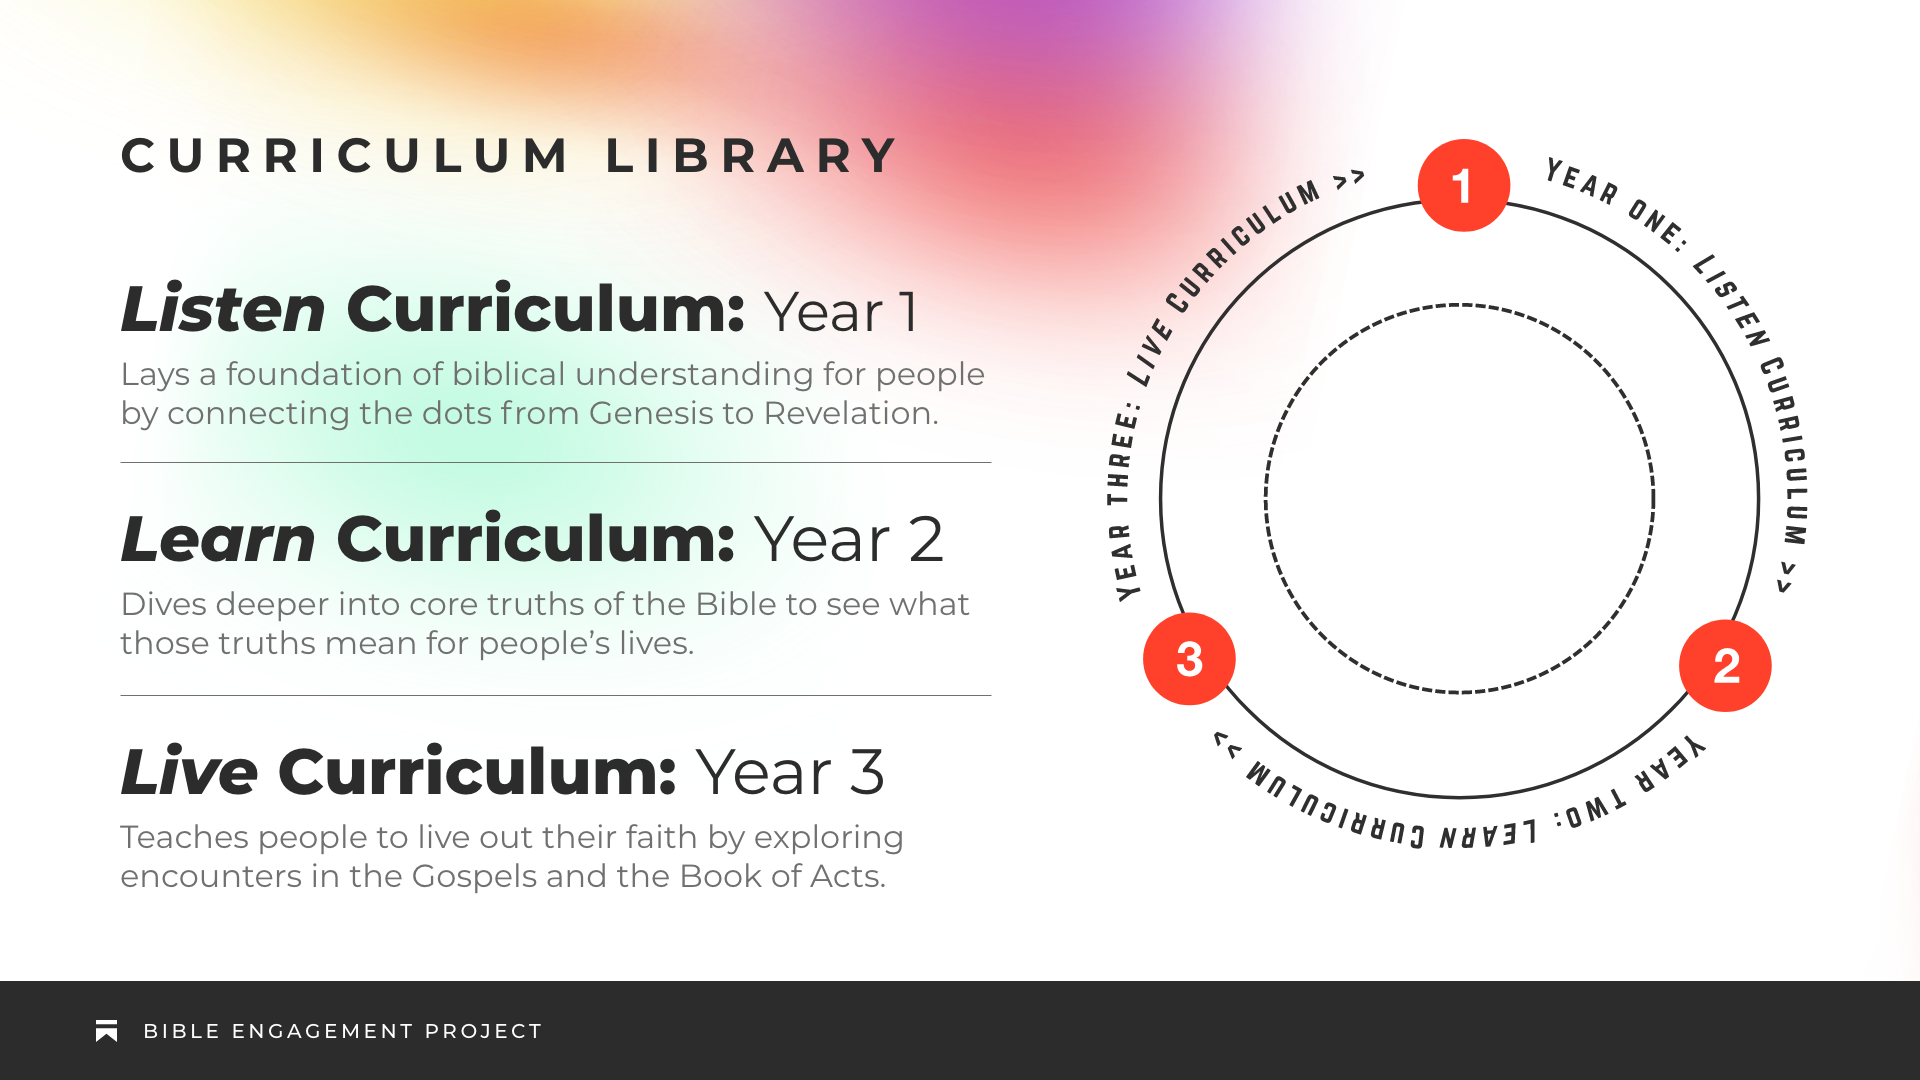 CURRICULUM LIBRARY
Listen Curriculum: Year 1
Lays a foundation of biblical understanding for people
by connecting the dots from Genesis to Revelation.
Learn Curriculum: Year 2
Dives deeper into core truths of the Bible to see what
those truths mean for people’s lives.
Live Curriculum: Year 3
Teaches people to live out their faith by exploring
encounters in the Gospels and the Book of Acts.
1
YEAR ONE: LISTEN CURRICULUM >>
2
YEAR TWO: LEARN CURRICULUM >>
3
YEAR THREE: LIVE CURRICULUM >>
BIBLE ENGAGEMENT PROJECT